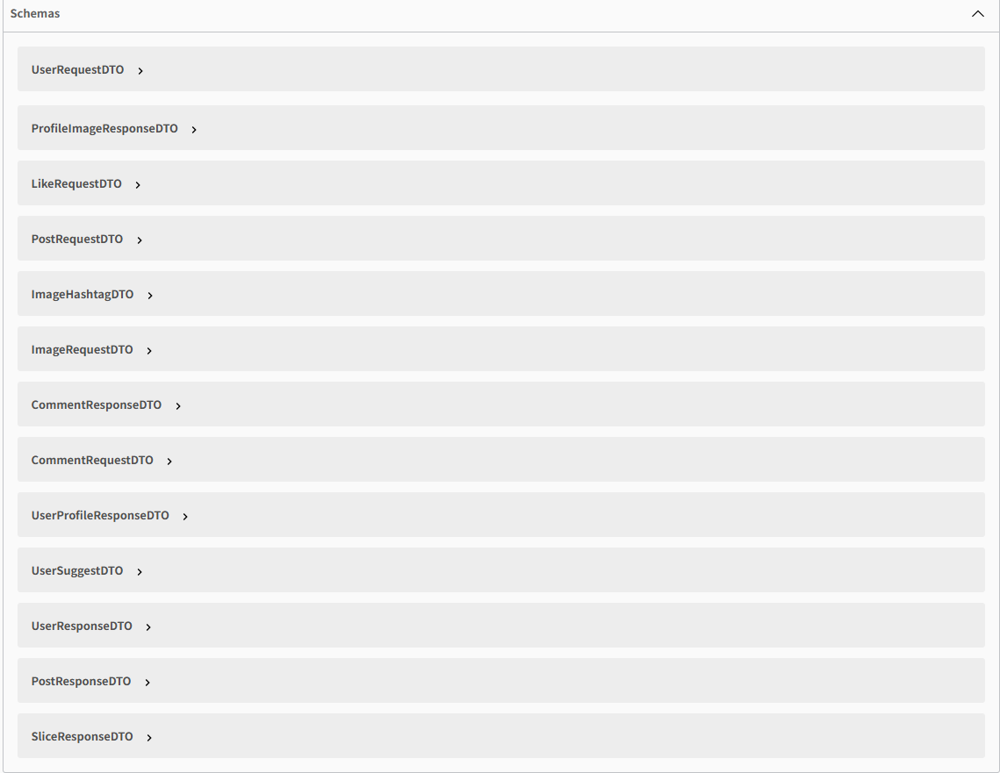 Schemas
UserRequestDTO
ProfileImageResponseDTO
LikeRequestDTO
PostRequestDTO
ImageHashtagDTO
ImageRequestDTO
CommentResponseDTO
CommentRequestDTO
UserProfileResponseDTO
UserSuggestDTO
UserResponseDTO
PostResponseDTO
SliceResponseDTO